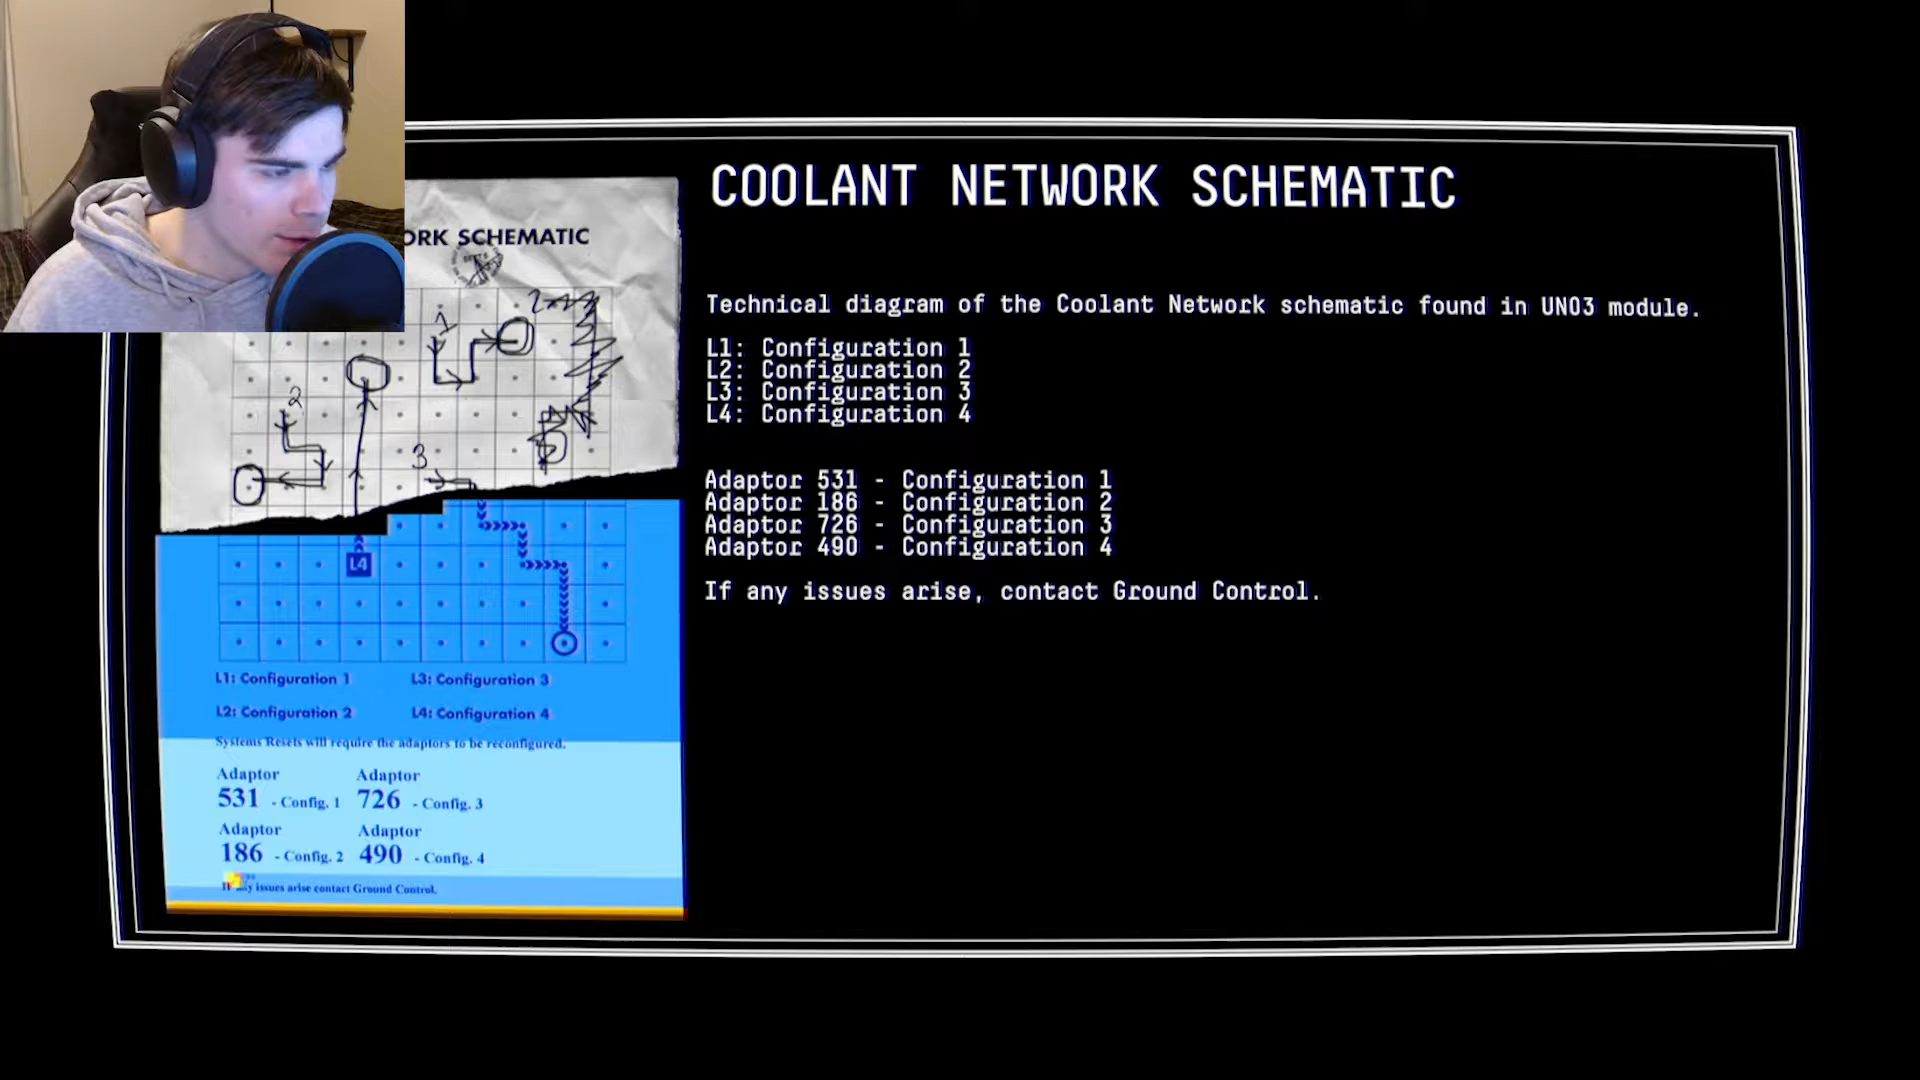 COOLANT NETWORK SCHEMATIC
ORK SCHEMATIC
Technical diagram of the Coolant Network schematic found in UNO3 module.
L1: Configuration 1
L2: Configuration 2
L3: Configuration 3
L4: Configuration 4
Adaptor 531 - Configuration 1
Adaptor 186 - Configuration 2
Adaptor 726 - Configuration 3
Adaptor 490 - Configuration 4
If any issues arise, contact Ground Control.
1
2
2
3
L4
L1: Configuration 1 L3: Configuration 3
L2: Configuration 2 L4: Configuration 4
Systems Resets will require the adaptors to be reconfigured.
Adaptor Adaptor
531 - Config. 1 726 - Config. 3
Adaptor Adaptor
186 - Config. 2 490 - Config. 4
issues arise contact Ground Control.